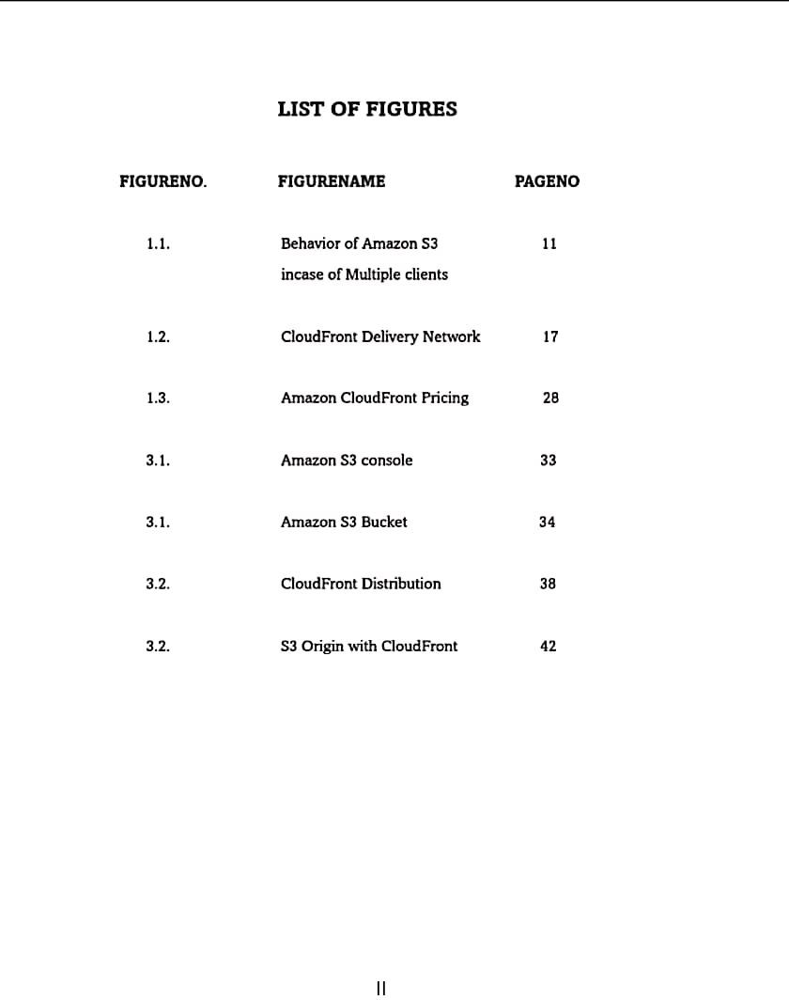 LIST OF FIGURES
FIGURENO. FIGURENAME PAGENO
1.1. Behavior of Amazon S3 11
incase of Multiple clients
1.2. CloudFront Delivery Network 17
1.3. Amazon CloudFront Pricing 28
3.1. Amazon S3 console 33
3.1. Amazon S3 Bucket 34
3.2. CloudFront Distribution 38
3.2. S3 Origin with CloudFront 42
II